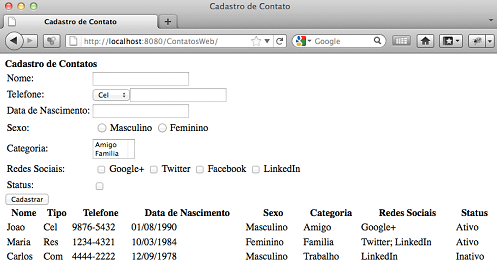 Cadastro de Contato
Cadastro de Contato
http://localhost:8080/ContatosWeb/
Google
Cadastro de Contatos
Nome:
Telefone: Cel
Data de Nascimento:
Sexo: Masculino Feminino
Categoria: Amigo
Familia
Redes Sociais: Google+ Twitter Facebook LinkedIn
Status:
Cadastrar
Nome Tipo Telefone Data de Nascimento Sexo Categoria Redes Sociais Status
Joao Cel 9876-5432 01/08/1990 Masculino Amigo Google+ Ativo
Maria Res 1234-4321 10/03/1984 Feminino Familia Twitter; LinkedIn Ativo
Carlos Com 4444-2222 12/09/1978 Masculino Trabalho LinkedIn Inativo